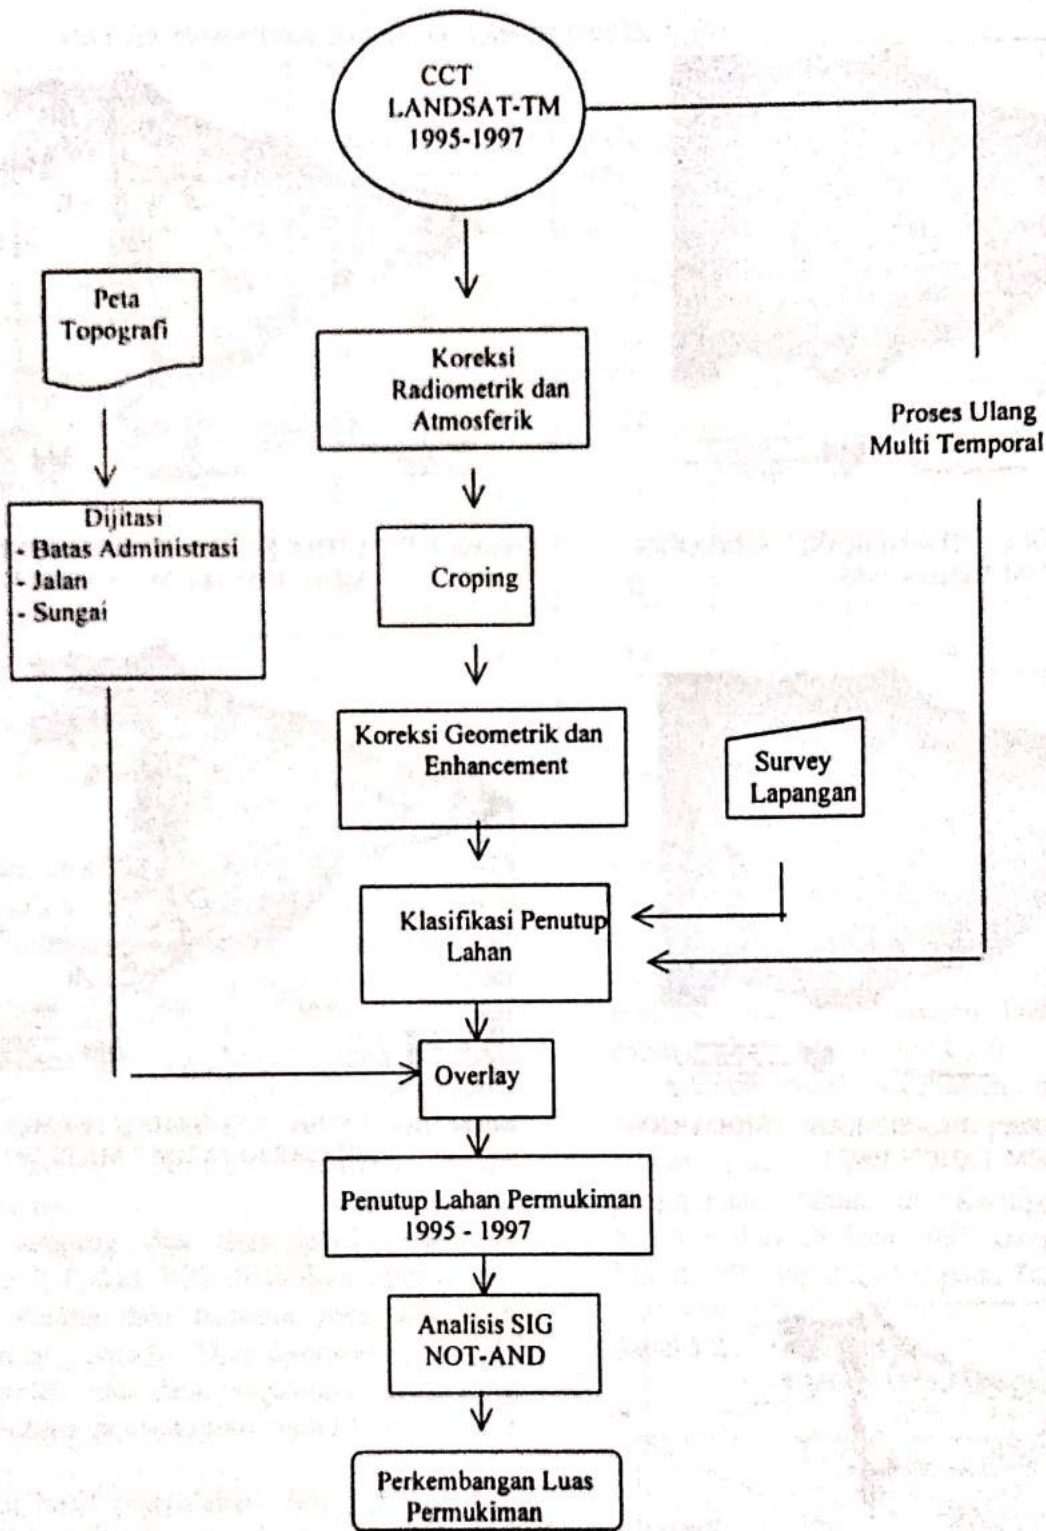 CCT
LANDSAT-TM
1995-1997
Peta
Topografi
Koreksi
Radiometrik dan
Atmosferik
Proses Ulang
Multi Temporal
Dijitasi
- Batas Administrasi
- Jalan
- Sungai
Croping
Koreksi Geometrik dan
Enhancement
Survey
Lapangan
Klasifikasi Penutup
Lahan
Overlay
Penutup Lahan Permukiman
1995 - 1997
Analisis SIG
NOT-AND
Perkembangan Luas
Permukiman